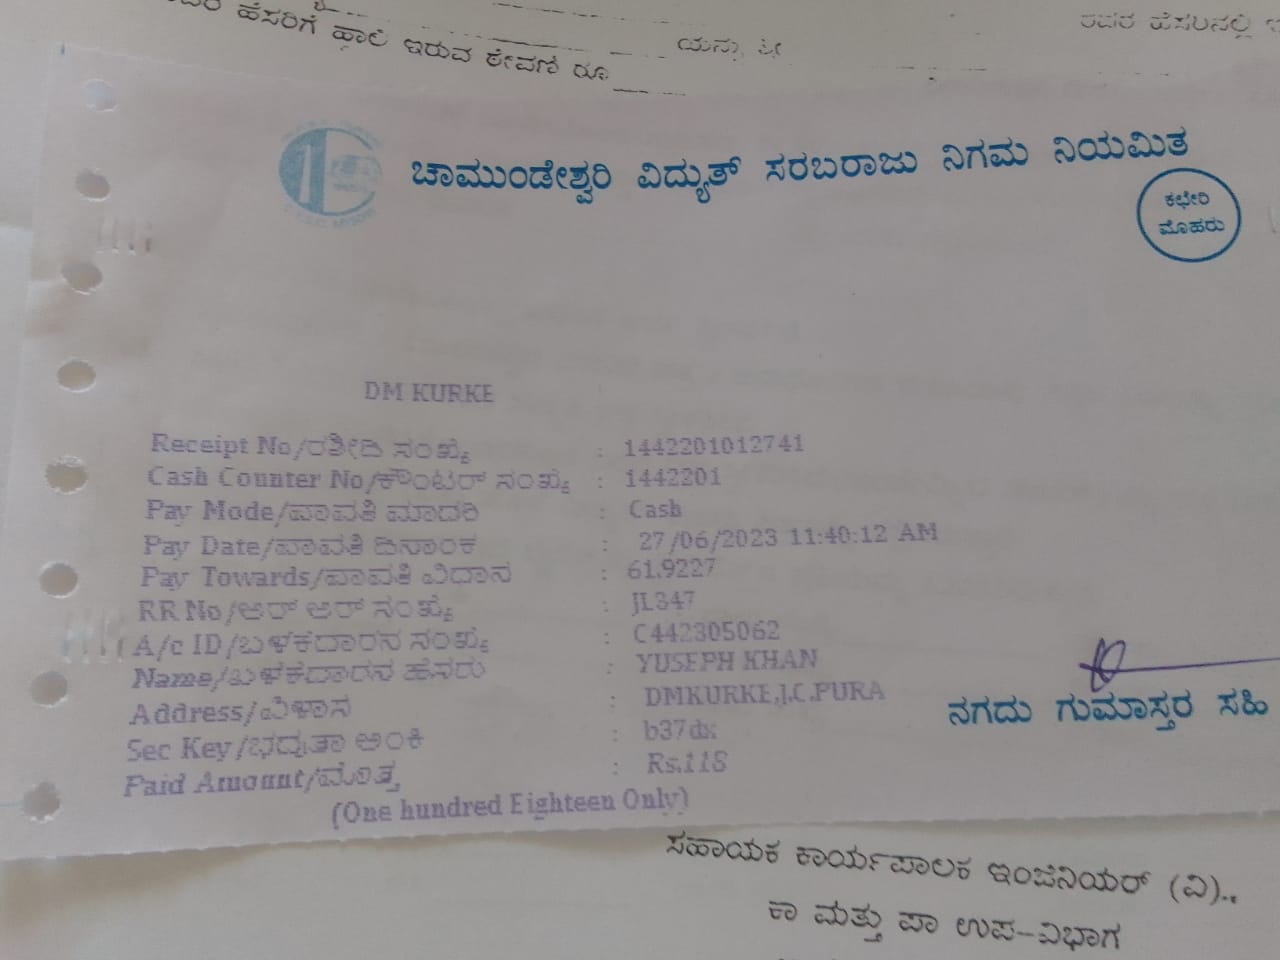 ಹೆಸರಿಗೆ ಹಾಲಿ ಇರುವ ಠೇವಣಿ ರೂ
ಚಾಮುಂಡೇಶ್ವರಿ ವಿದ್ಯುತ್ ಸರಬರಾಜು ನಿಗಮ ನಿಯಮಿತ
ಕಛೇರಿ
ಮೊಹರು
DM KURKE
Receipt No/ರಶೀದಿ ಸಂಖ್ಯೆ : 1442201012741
Cash Counter No/ಕೌಂಟರ್ ಸಂಖ್ಯೆ : 1442201
Pay Mode/ಪಾವತಿ ಮಾದರಿ : Cash
Pay Date/ಪಾವತಿ ದಿನಾಂಕ : 27/06/2023 11:40:12 AM
Pay Towards/ಪಾವತಿ ವಿಧಾನ : 61.9227
RR No/ಆರ್ ಆರ್ ಸಂಖ್ಯೆ : JL347
A/c ID/ಬಳಕೆದಾರನ ಸಂಖ್ಯೆ : C442305062
Name/ಬಳಕೆದಾರನ ಹೆಸರು : YUSEPH KHAN
Address/ವಿಳಾಸ : DMKURKE,J.C.PURA
Sec Key/ಭದ್ರತಾ ಅಂಕಿ : b37dx
Paid Amount/ಮೊತ್ತ : Rs.118
(One hundred Eighteen Only)
ನಗದು ಗುಮಾಸ್ತರ ಸಹಿ
ಸಹಾಯಕ ಕಾರ್ಯಪಾಲಕ ಇಂಜಿನಿಯರ್ (ವಿ).,
ಕಾ ಮತ್ತು ಪಾ ಉಪ-ವಿಭಾಗ